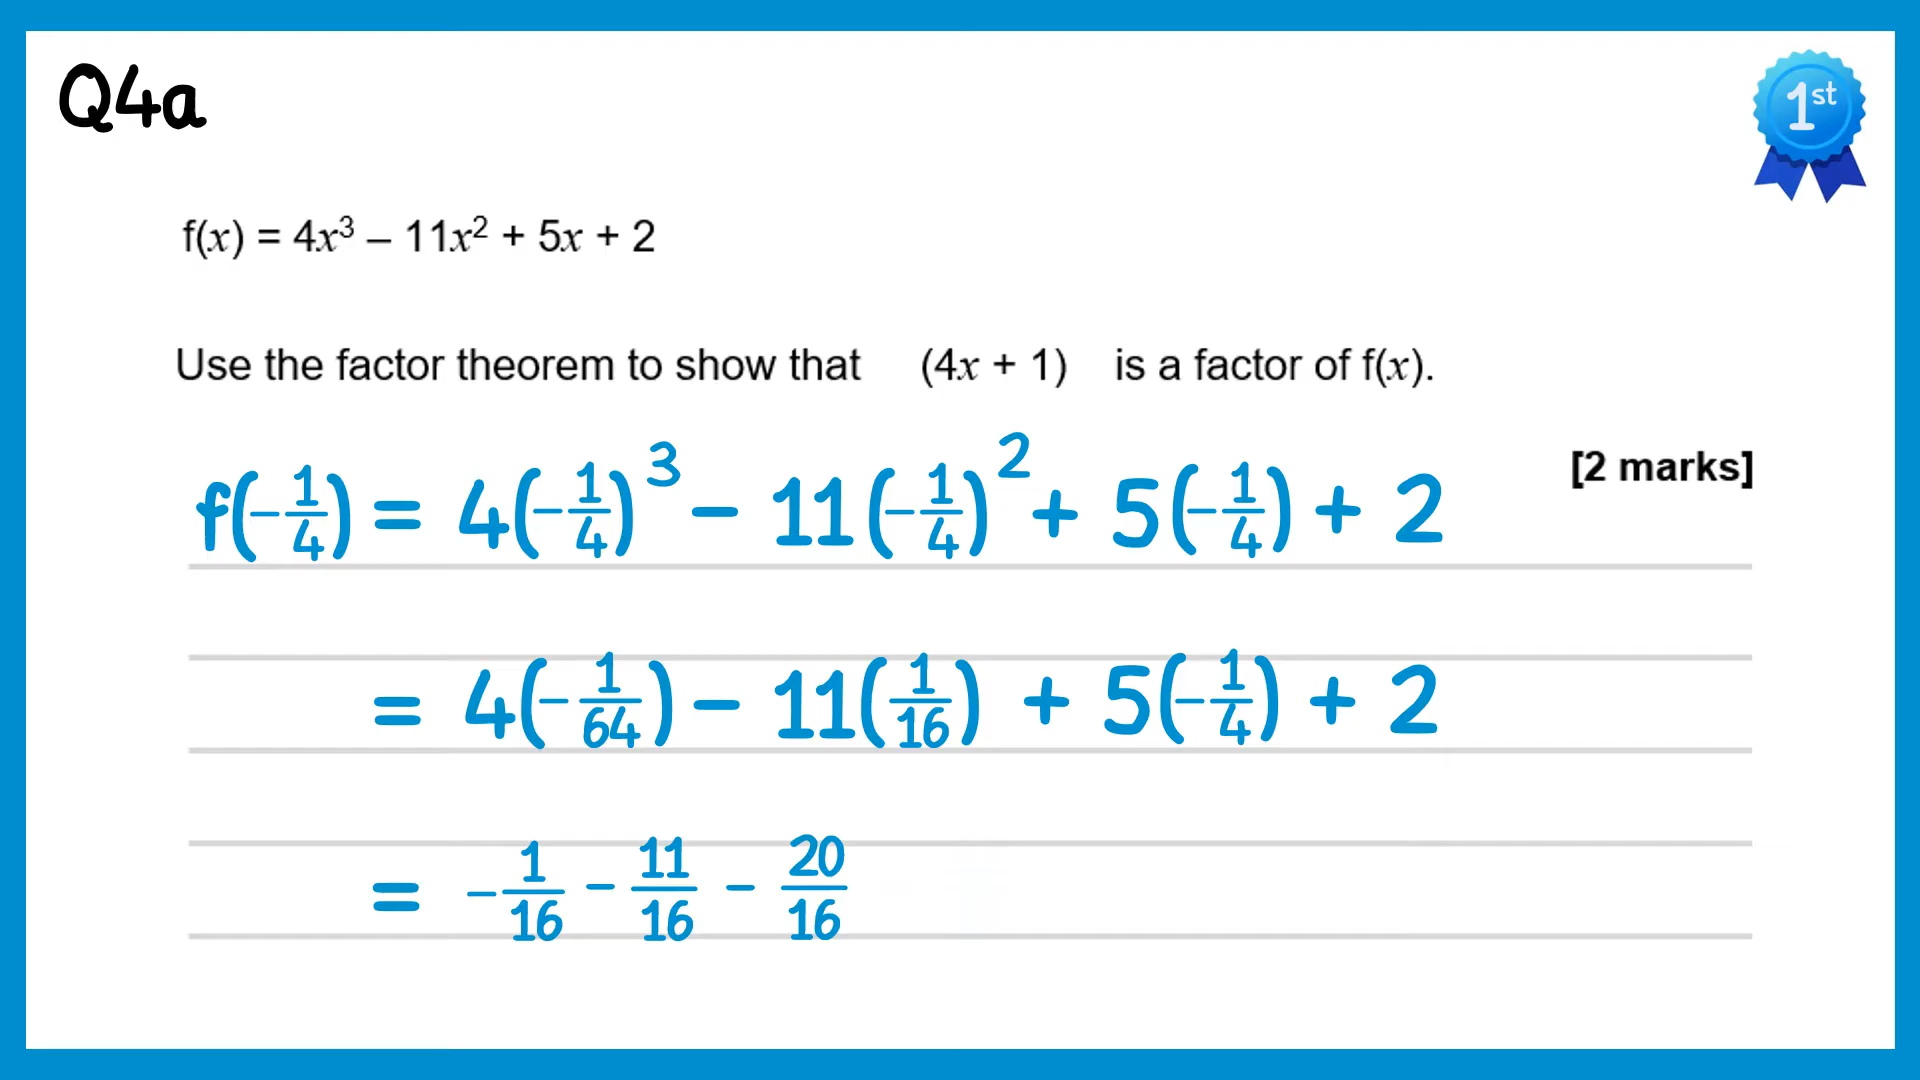 Q4a
1st
f(x) = 4x³ – 11x² + 5x + 2
Use the factor theorem to show that (4x + 1) is a factor of f(x).
[2 marks]
f(-1/4) = 4(-1/4)³ - 11(-1/4)² + 5(-1/4) + 2
= 4(-1/64) - 11(1/16) + 5(-1/4) + 2
= -1/16 - 11/16 - 20/16